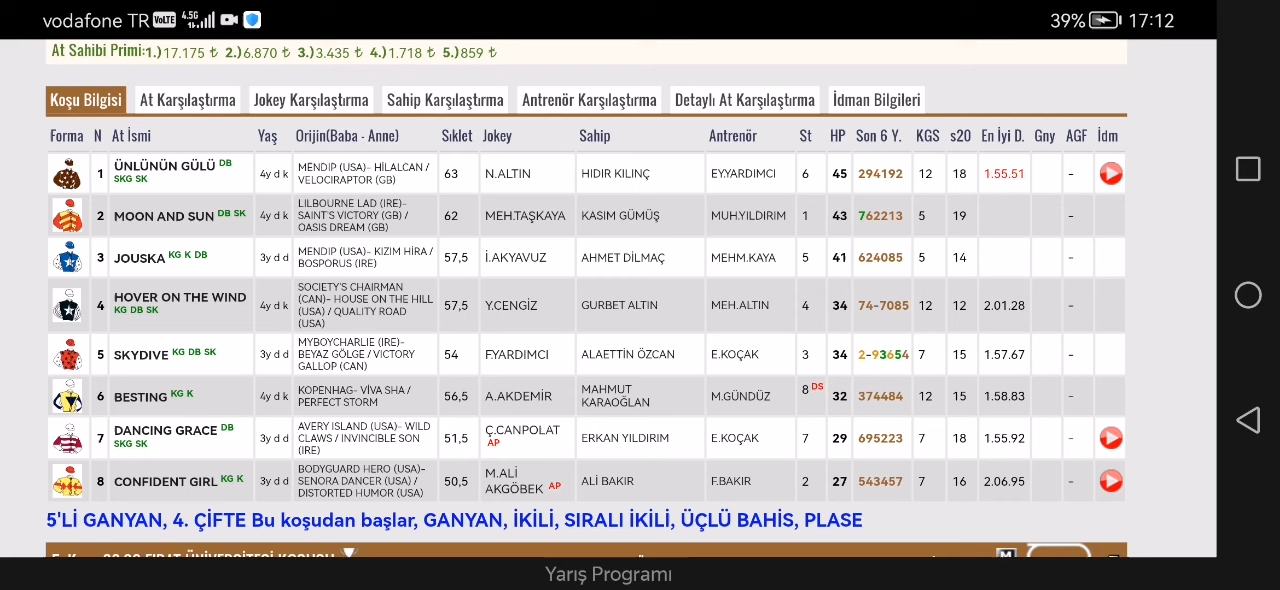 vodafone TR VoLTE 4.5G 39% 17:12
At Sahibi Primi:1.)17.175 ₺ 2.)6.870 ₺ 3.)3.435 ₺ 4.)1.718 ₺ 5.)859 ₺
Koşu Bilgisi At Karşılaştırma Jokey Karşılaştırma Sahip Karşılaştırma Antrenör Karşılaştırma Detaylı At Karşılaştırma İdman Bilgileri
Forma N At İsmi Yaş Orijin(Baba - Anne) Sıklet Jokey Sahip Antrenör St HP Son 6 Y. KGS s20 En İyi D. Gny AGF İdm
1 ÜNLÜNÜN GÜLÜ DB SKG SK 4y d k MENDIP (USA)- HİLALCAN / VELOCIRAPTOR (GB) 63 N.ALTIN HIDIR KILINÇ EY.YARDIMCI 6 45 294192 12 18 1.55.51 -
2 MOON AND SUN DB SK 4y d k LILBOURNE LAD (IRE)- SAINT'S VICTORY (GB) / OASIS DREAM (GB) 62 MEH.TAŞKAYA KASIM GÜMÜŞ MUH.YILDIRIM 1 43 762213 5 19 -
3 JOUSKA KG K DB 3y d d MENDIP (USA)- KIZIM HİRA / BOSPORUS (IRE) 57,5 İ.AKYAVUZ AHMET DİLMAÇ MEHM.KAYA 5 41 624085 5 14 -
4 HOVER ON THE WIND KG DB SK 4y d k SOCIETY'S CHAIRMAN (CAN)- HOUSE ON THE HILL (USA) / QUALITY ROAD (USA) 57,5 Y.CENGİZ GURBET ALTIN MEH.ALTIN 4 34 74-7085 12 12 2.01.28 -
5 SKYDIVE KG DB SK 3y d d MYBOYCHARLIE (IRE)- BEYAZ GÖLGE / VICTORY GALLOP (CAN) 54 F.YARDIMCI ALAETTİN ÖZCAN E.KOÇAK 3 34 2-93654 7 15 1.57.67 -
6 BESTING KG K 4y d k KOPENHAG- VİVA SHA / PERFECT STORM 56,5 A.AKDEMİR MAHMUT KARAOĞLAN M.GÜNDÜZ 8 DS 32 374484 12 15 1.58.83 -
7 DANCING GRACE DB SKG SK 3y d d AVERY ISLAND (USA)- WILD CLAWS / INVINCIBLE SON (IRE) 51,5 Ç.CANPOLAT AP ERKAN YILDIRIM E.KOÇAK 7 29 695223 7 18 1.55.92 -
8 CONFIDENT GIRL KG K 3y d d BODYGUARD HERO (USA)- SENORA DANCER (USA) / DISTORTED HUMOR (USA) 50,5 M.ALİ AKGÖBEK AP ALİ BAKIR F.BAKIR 2 27 543457 7 16 2.06.95 -
5'Lİ GANYAN, 4. ÇİFTE Bu koşudan başlar, GANYAN, İKİLİ, SIRALI İKİLİ, ÜÇLÜ BAHİS, PLASE
FIRAT ÜNİVERSİTESİ KOŞUSU
Yarış Programı